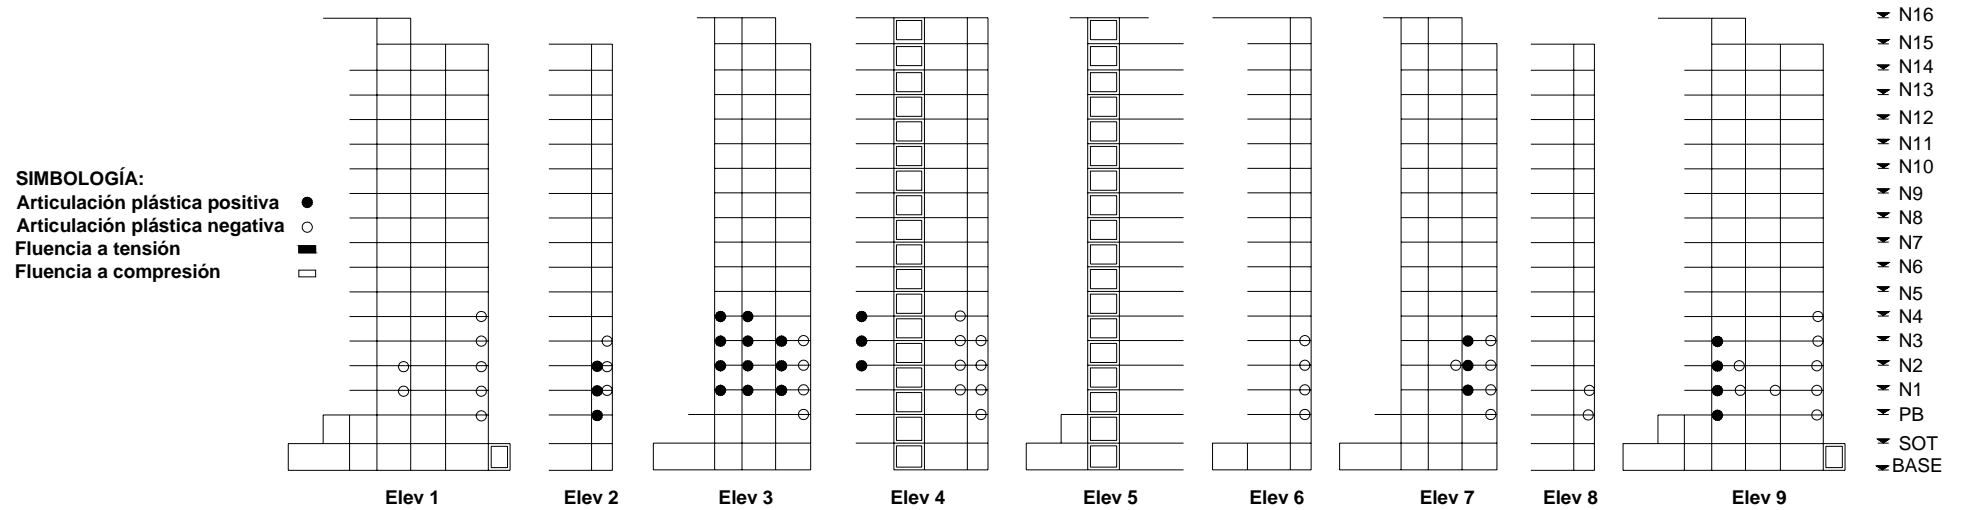 SIMBOLOGÍA:
Articulación plástica positiva
Articulación plástica negativa
Fluencia a tensión
Fluencia a compresión
N16
N15
N14
N13
N12
N11
N10
N9
N8
N7
N6
N5
N4
N3
N2
N1
PB
SOT
BASE
Elev 1
Elev 2
Elev 3
Elev 4
Elev 5
Elev 6
Elev 7
Elev 8
Elev 9